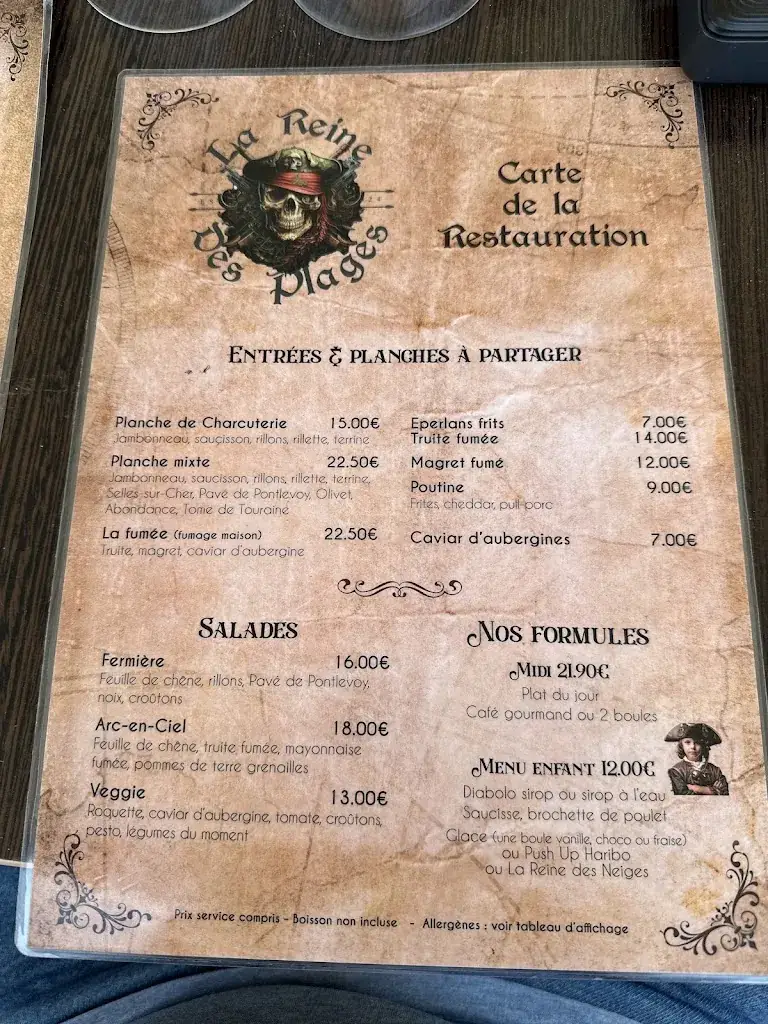 La Reine
Des Plages
Carte
de la
Restauration
ENTRÉES & PLANCHES À PARTAGER
Planche de Charcuterie 15.00€
Jambonneau, saucisson, rillons, rillette, terrine
Planche mixte 22.50€
Jambonneau, saucisson, rillons, rillette, terrine,
Selles-sur-Cher, Pavé de Pontlevoy, Olivet,
Abondance, Tome de Touraine
La fumée (fumage maison) 22.50€
Truite, magret, caviar d'aubergine
Eperlans frits 7.00€
Truite fumée 14.00€
Magret fumé 12.00€
Poutine 9.00€
Frites, cheddar, pull porc
Caviar d'aubergines 7.00€
SALADES
Fermière 16.00€
Feuille de chêne, rillons, Pavé de Pontlevoy,
noix, croûtons
Arc-en-Ciel 18.00€
Feuille de chêne, truite fumée, mayonnaise
fumée, pommes de terre grenailles
Veggie 13.00€
Roquette, caviar d'aubergine, tomate, croûtons,
pesto, légumes du moment
NOS FORMULES
MIDI 21.90€
Plat du jour
Café gourmand ou 2 boules
MENU ENFANT 12.00€
Diabolo sirop ou sirop à l'eau
Saucisse, brochette de poulet
Glace (une boule vanille, choco ou fraise)
ou Push Up Haribo
ou La Reine des Neiges
Prix service compris - Boisson non incluse - Allergènes : voir tableau d'affichage